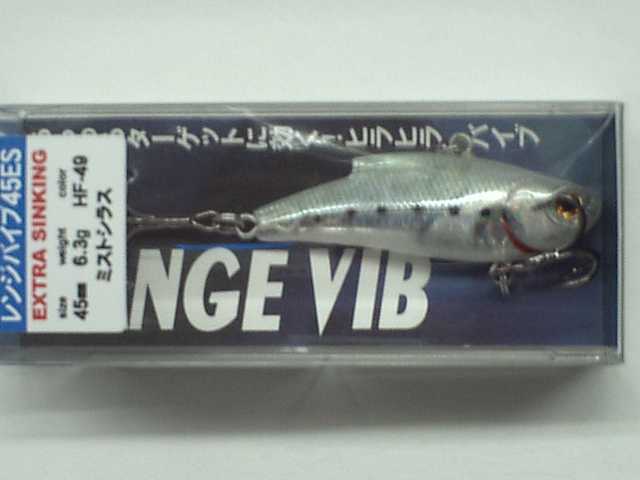 レンジバイブ45ES
EXTRA SINKING
size weight color
45mm 6.3g HF-49
ミストシラス
ターゲットに効く!ヒラヒラバイブ
NGE VIB